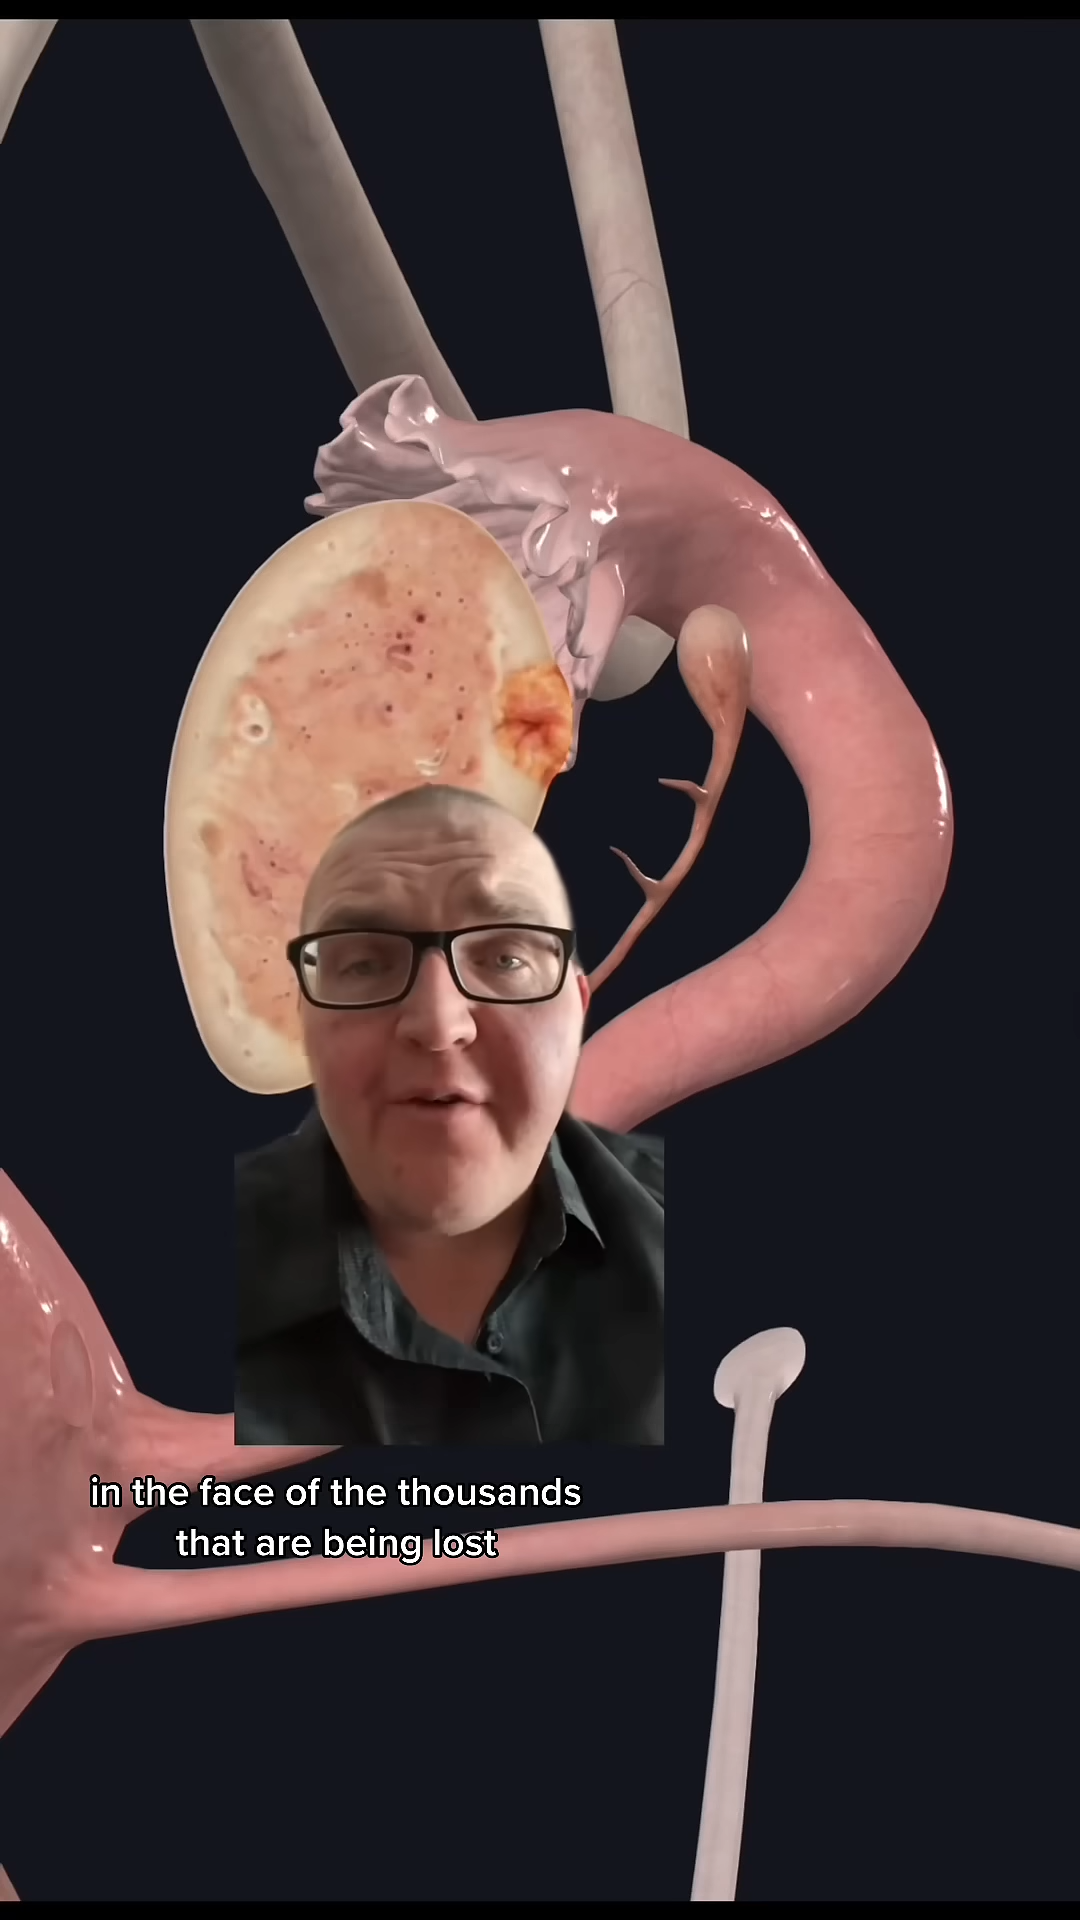 in the face of the thousands
that are being lost